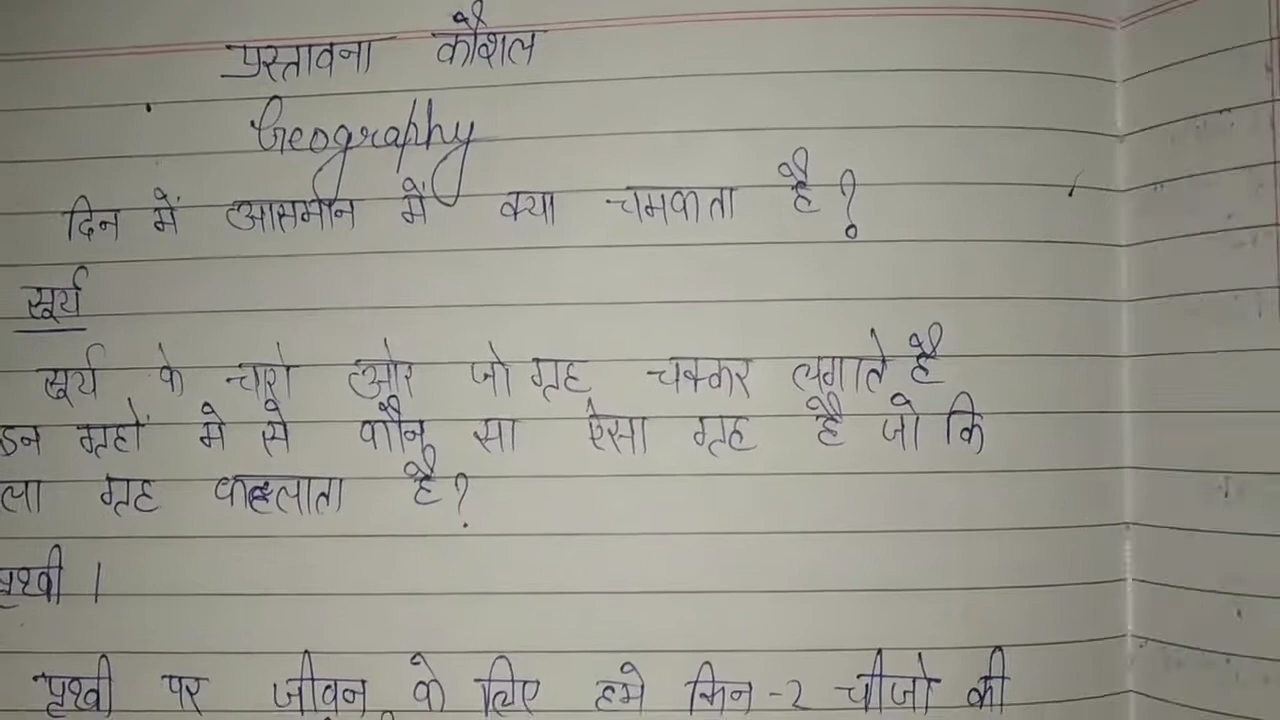 प्रस्तावना कौशल
Geography
दिन में आसमान में क्या चमकता है ?
सूर्य
सूर्य के चारो ओर जो ग्रह चक्कर लगाते है
इन ग्रहों मे से कौन सा ऐसा ग्रह है जो कि
ला ग्रह कहलाता है ?
पृथ्वी ।
पृथ्वी पर जीवन के लिए हमे किन-2 चीजो की